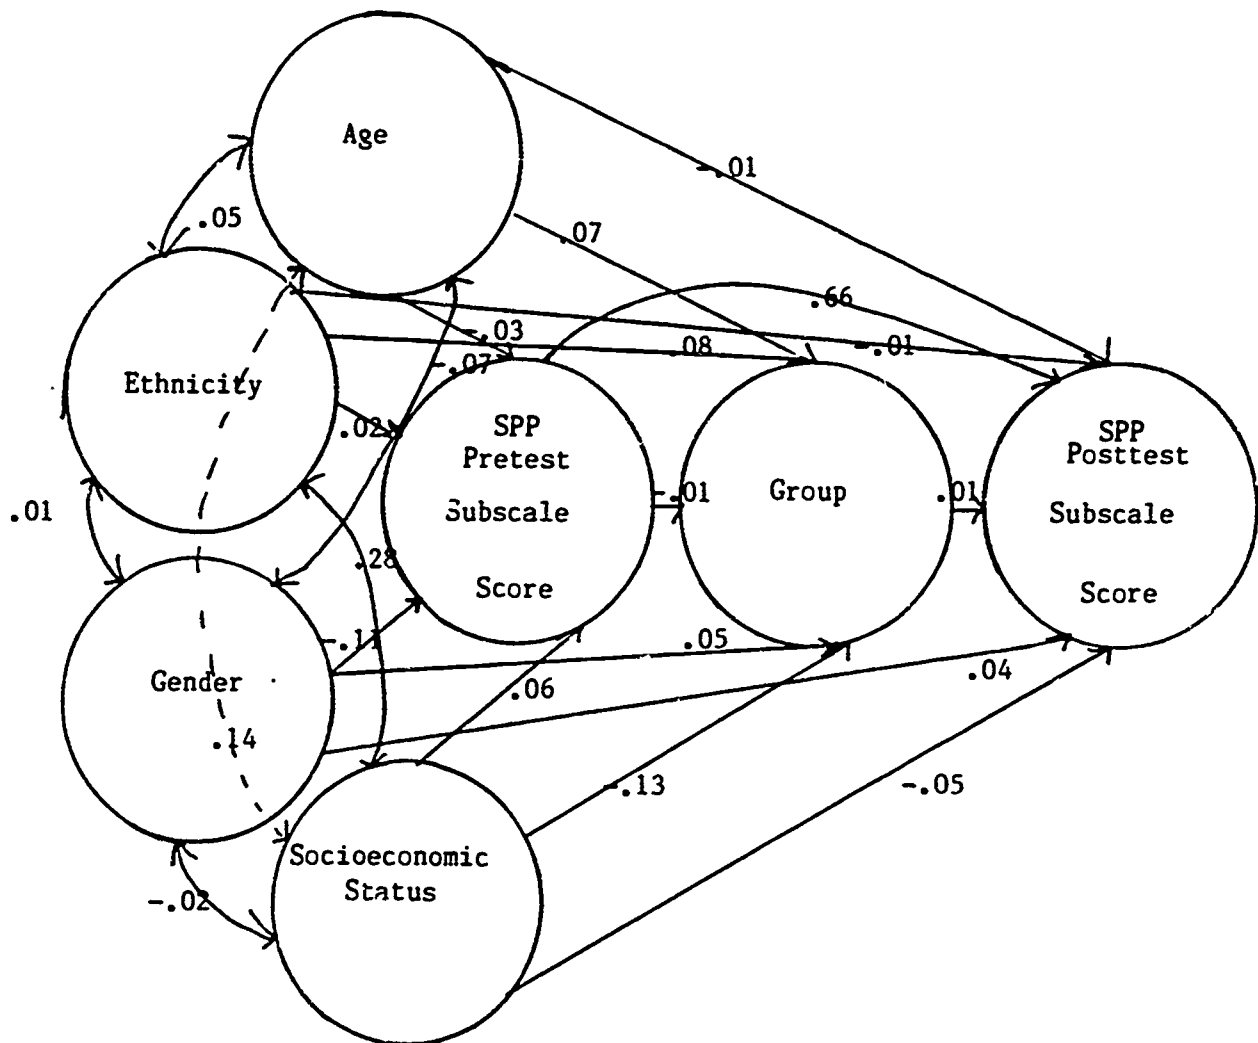 Age
-.01
.05
.07
.66
-.03
.08
-.01
-.07
Ethnicity
.02
SPP
Pretest
Subscale
Score
-.01
Group
.01
SPP
Posttest
Subscale
Score
.01
.28
-.11
.05
.04
Gender
.06
.14
-.13
-.05
Socioeconomic
Status
-.02